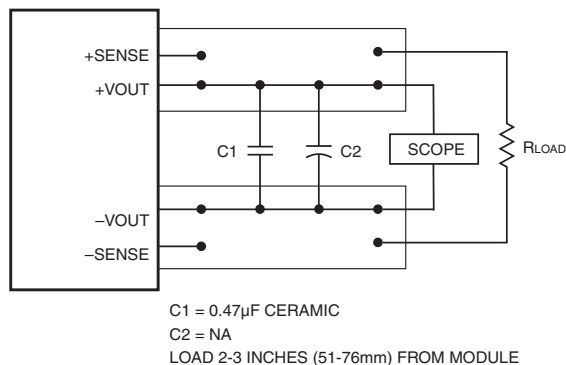 +SENSE
+VOUT
C1
C2
SCOPE
RLOAD
−VOUT
−SENSE
C1 = 0.47µF CERAMIC
C2 = NA
LOAD 2-3 INCHES (51-76mm) FROM MODULE